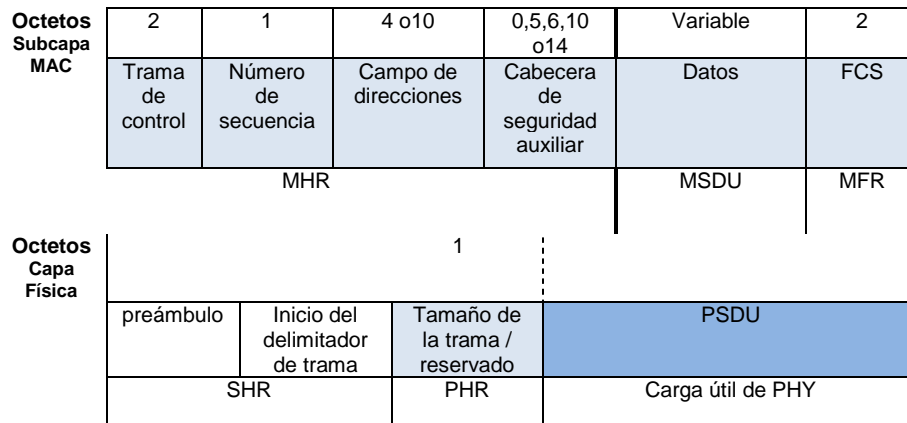 Octetos
Subcapa
MAC
2
1
4 o10
0,5,6,10
o14
Variable
2
Trama
de
control
Número
de
secuencia
Campo de
direcciones
Cabecera
de
seguridad
auxiliar
Datos
FCS
MHR
MSDU
MFR
Octetos
Capa
Física
1
preámbulo
Inicio del
delimitador
de trama
Tamaño de
la trama /
reservado
PSDU
SHR
PHR
Carga útil de PHY